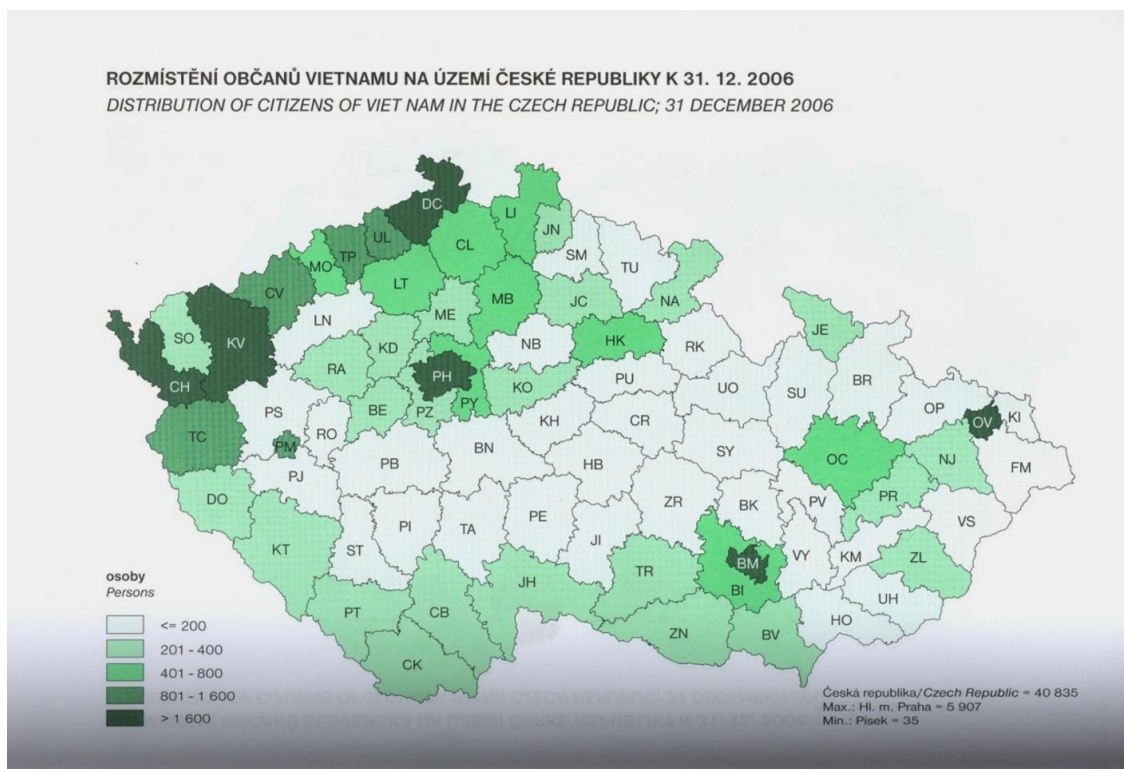 ROZMÍSTĚNÍ OBČANŮ VIETNAMU NA ÚZEMÍ ČESKÉ REPUBLIKY K 31. 12. 2006
DISTRIBUTION OF CITIZENS OF VIET NAM IN THE CZECH REPUBLIC; 31 DECEMBER 2006
DC
LI
UL
CL
JN
TP
MO
SM
TU
CV
LT
MB
JC
NA
ME
LN
SO
KV
KD
NB
HK
RK
JE
RA
PH
CH
KO
PU
UO
SU
BR
BE
PZ
PY
PS
OP
KI
TC
RO
KH
CR
OV
PM
BN
SY
OC
NJ
FM
PB
HB
PJ
DO
ZR
BK
PV
PR
VS
KT
ST
PI
TA
PE
JI
BM
VY
KM
ZL
TR
BI
JH
PT
CB
UH
HO
ZN
BV
CK
osoby
Persons
<= 200
201 - 400
401 - 800
801 - 1 600
> 1 600
Česká republika/Czech Republic = 40 835
Max.: Hl. m. Praha = 5 907
Min.: Pisek = 35